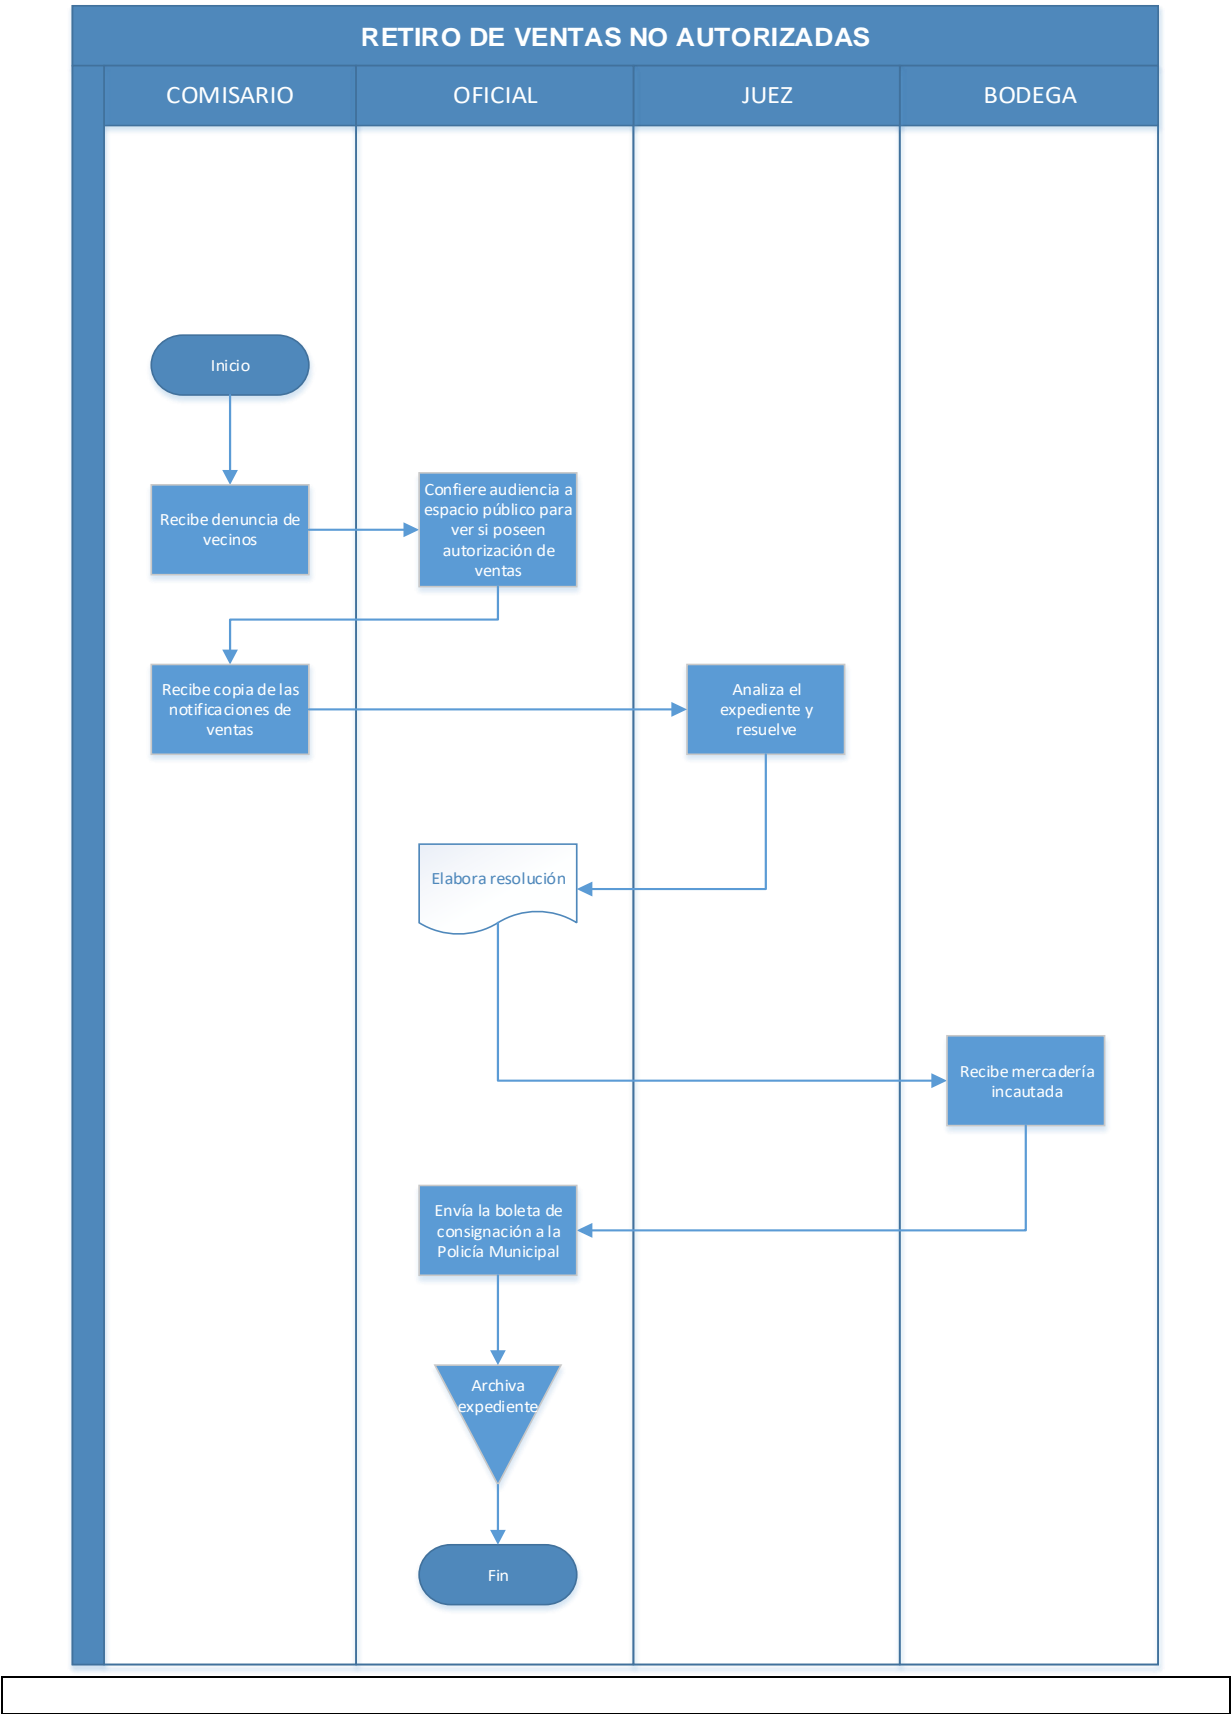 RETIRO DE VENTAS NO AUTORIZADAS
COMISARIO
OFICIAL
JUEZ
BODEGA
Inicio
Recibe denuncia de
vecinos
Confiere audiencia a
espacio público para
ver si poseen
autorización de
ventas
Recibe copia de las
notificaciones de
ventas
Analiza el
expediente y
resuelve
Elabora resolución
Recibe mercadería
incautada
Envía la boleta de
consignación a la
Policía Municipal
Archiva
expediente
Fin